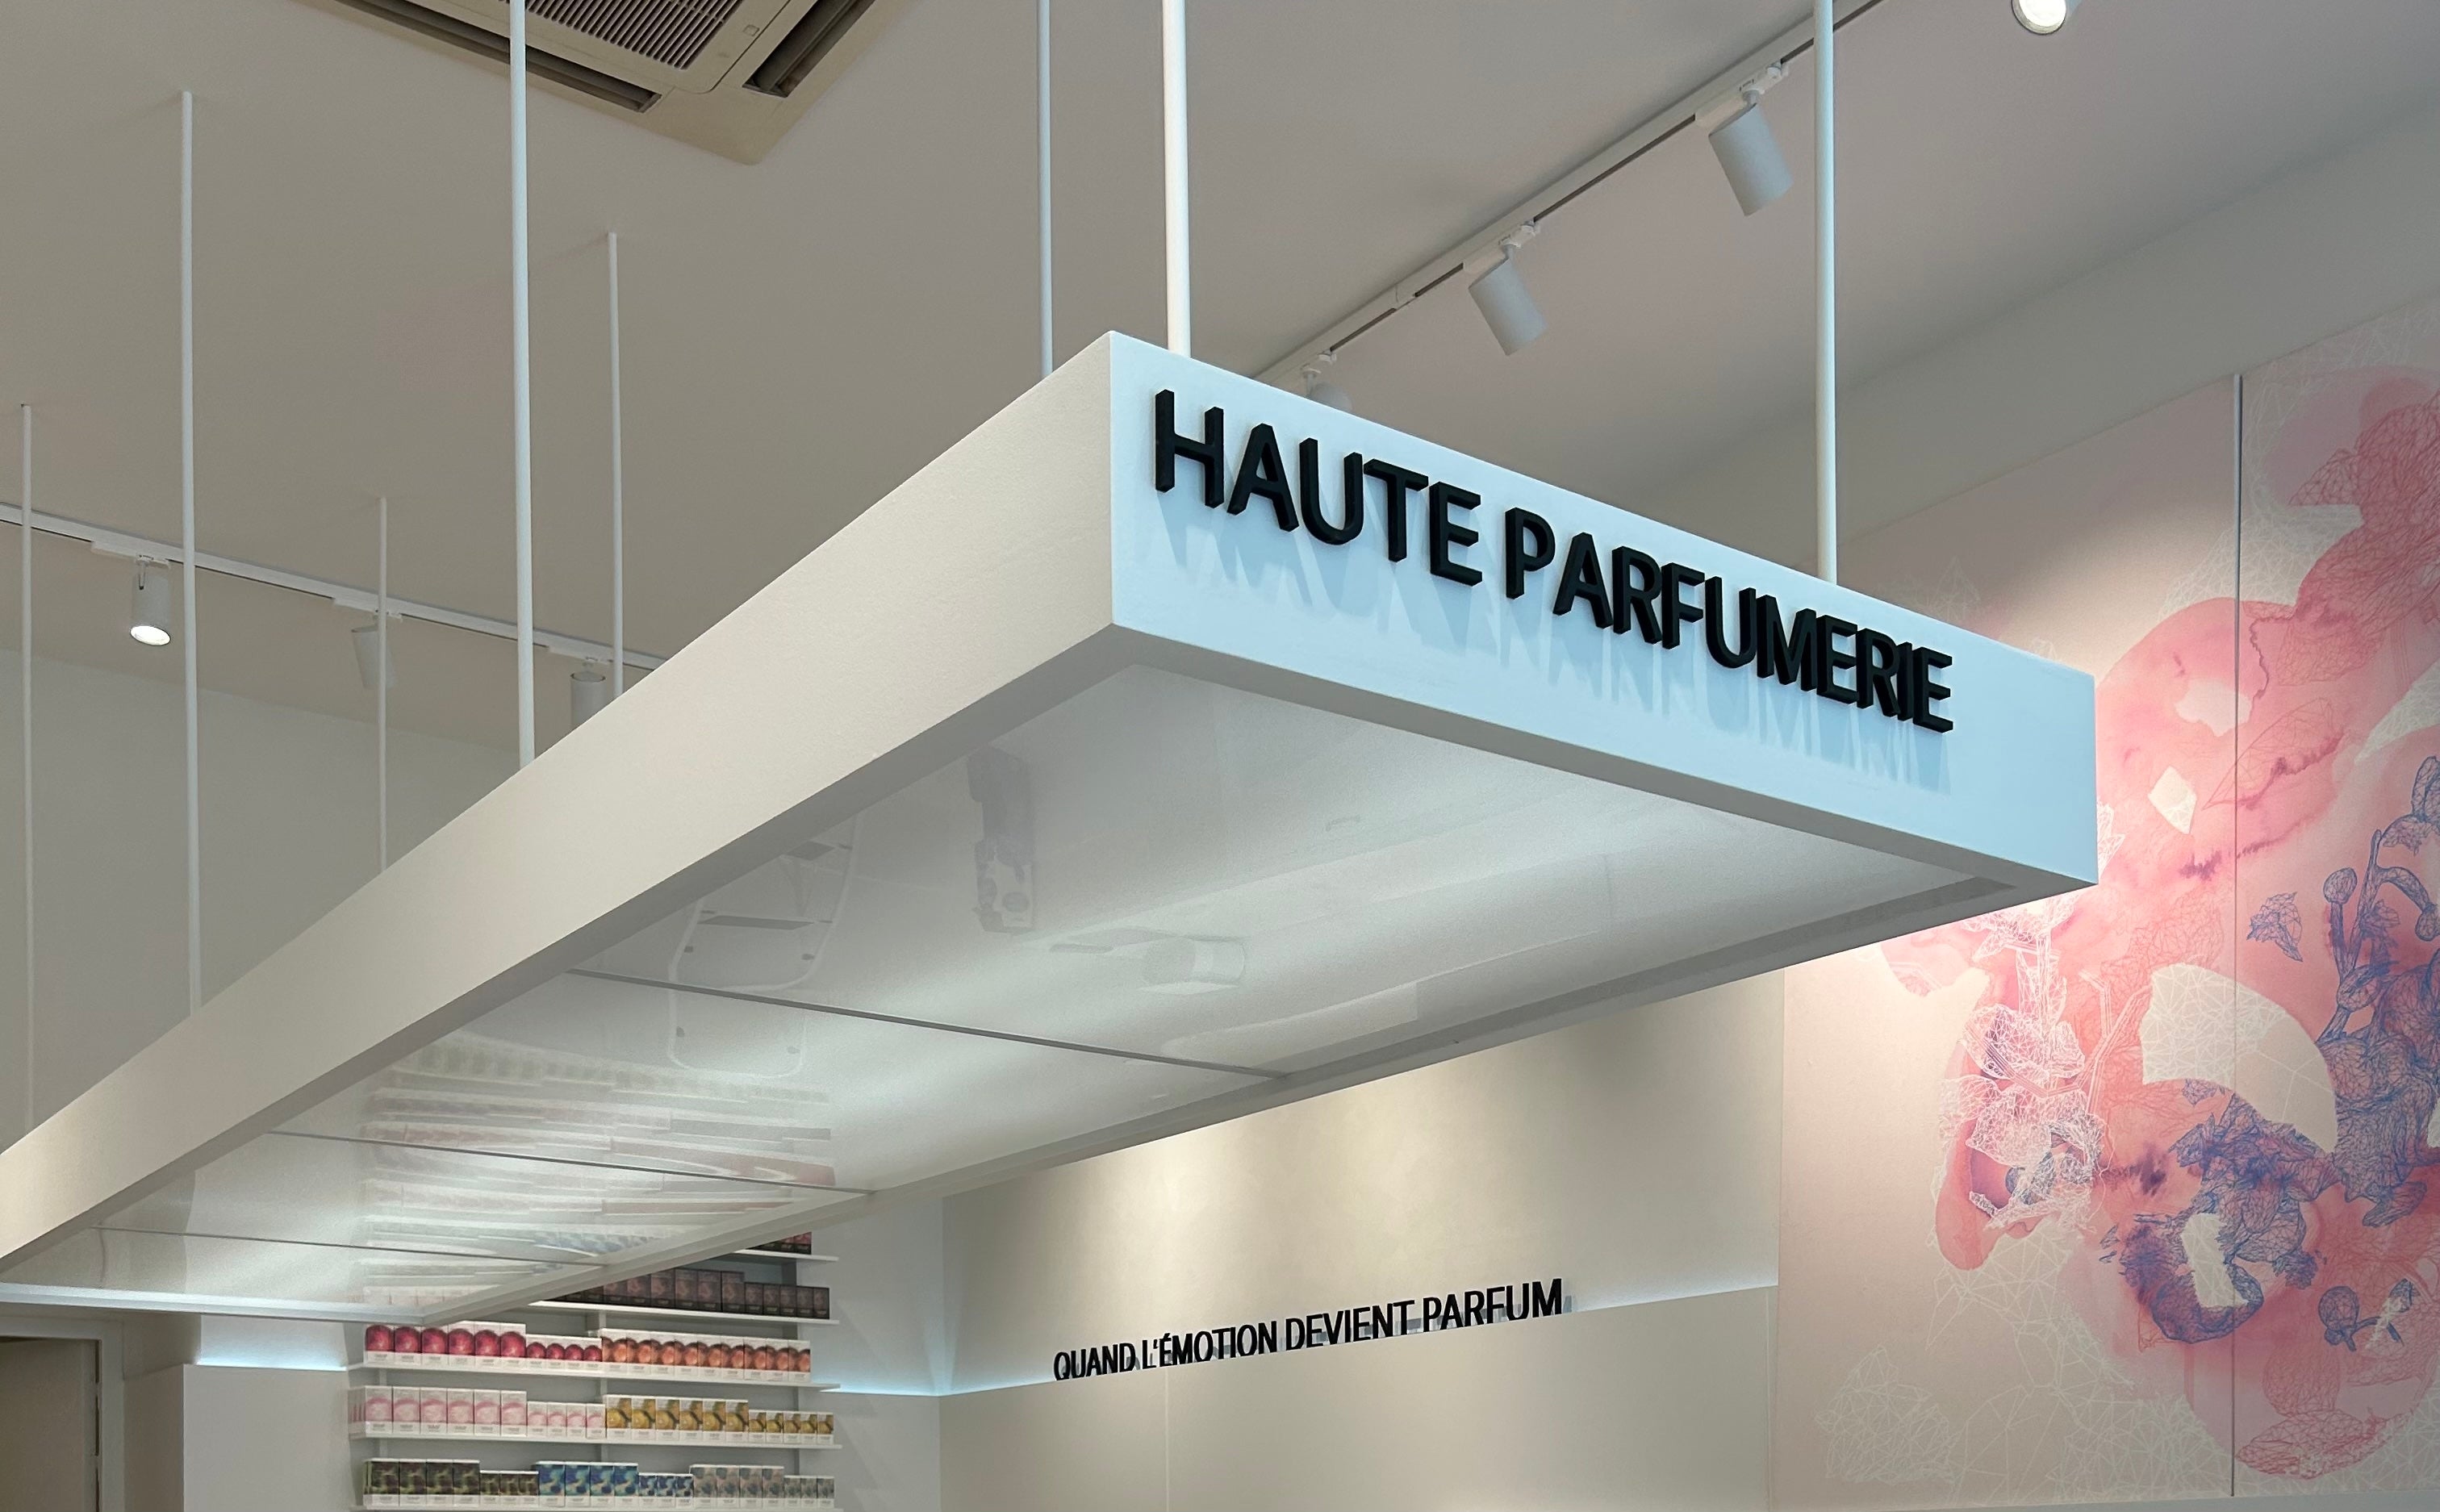 HAUTE PARFUMERIE
QUAND L'ÉMOTION DEVIENT PARFUM